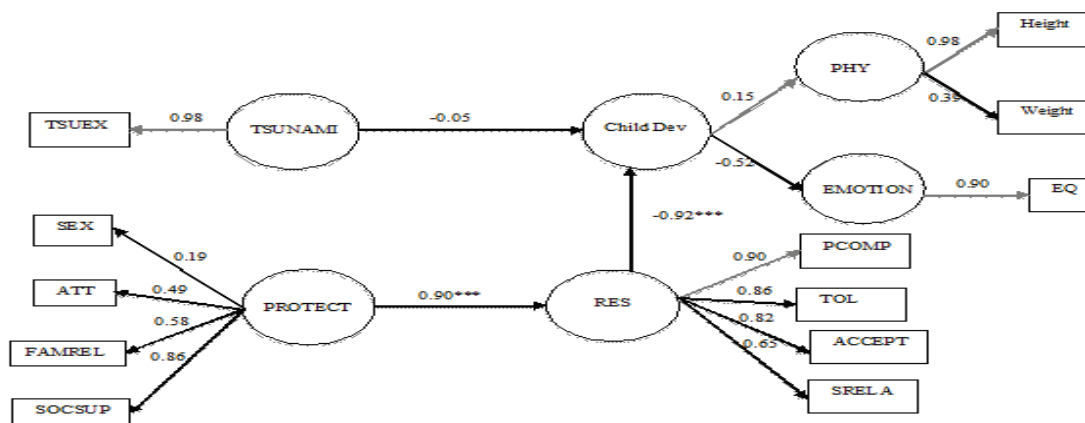 Height
0.98
PHY
0.39
Weight
0.15
TSUEX
0.98
TSUNAMI
-0.05
Child Dev
-0.52
EMOTION
0.90
EQ
SEX
0.19
-0.92***
PCOMP
0.90
ATT
0.49
PROTECT
0.90***
RES
0.86
TOL
0.58
0.82
FAMREL
0.86
0.65
ACCEPT
SOCSUP
SRELA